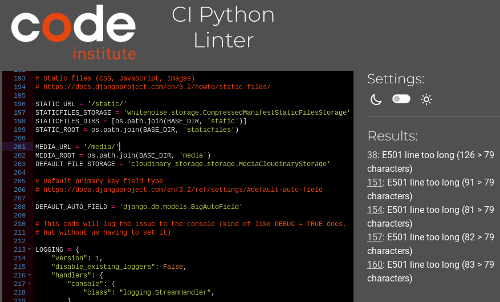 code
institute
CI Python
Linter
193 # Static files (CSS, JavaScript, Images)
194 # https://docs.djangoproject.com/en/3.2/howto/static-files/
195
196 STATIC_URL = '/static/'
197 STATICFILES_STORAGE = 'whitenoise.storage.CompressedManifestStaticFilesStorage'
198 STATICFILES_DIRS = [os.path.join(BASE_DIR, 'static')]
199 STATIC_ROOT = os.path.join(BASE_DIR, 'staticfiles')
200
201 MEDIA_URL = '/media/'
202 MEDIA_ROOT = os.path.join(BASE_DIR, 'media')
203 DEFAULT_FILE_STORAGE = 'cloudinary_storage.storage.MediaCloudinaryStorage'
204
205 # Default primary key field type
206 # https://docs.djangoproject.com/en/3.2/ref/settings/#default-auto-field
207
208 DEFAULT_AUTO_FIELD = 'django.db.models.BigAutoField'
209
210 # This code will log the issue to the console (kind of like DEBUG = TRUE does,
211 # but without us having to set it)
212
213 LOGGING = {
214 "version": 1,
215 "disable_existing_loggers": False,
216 "handlers": {
217 "console": {
218 "class": "logging.StreamHandler",
219 }
Settings:
Results:
38: E501 line too long (126 > 79
characters)
151: E501 line too long (91 > 79
characters)
154: E501 line too long (81 > 79
characters)
157: E501 line too long (82 > 79
characters)
160: E501 line too long (83 > 79
characters)